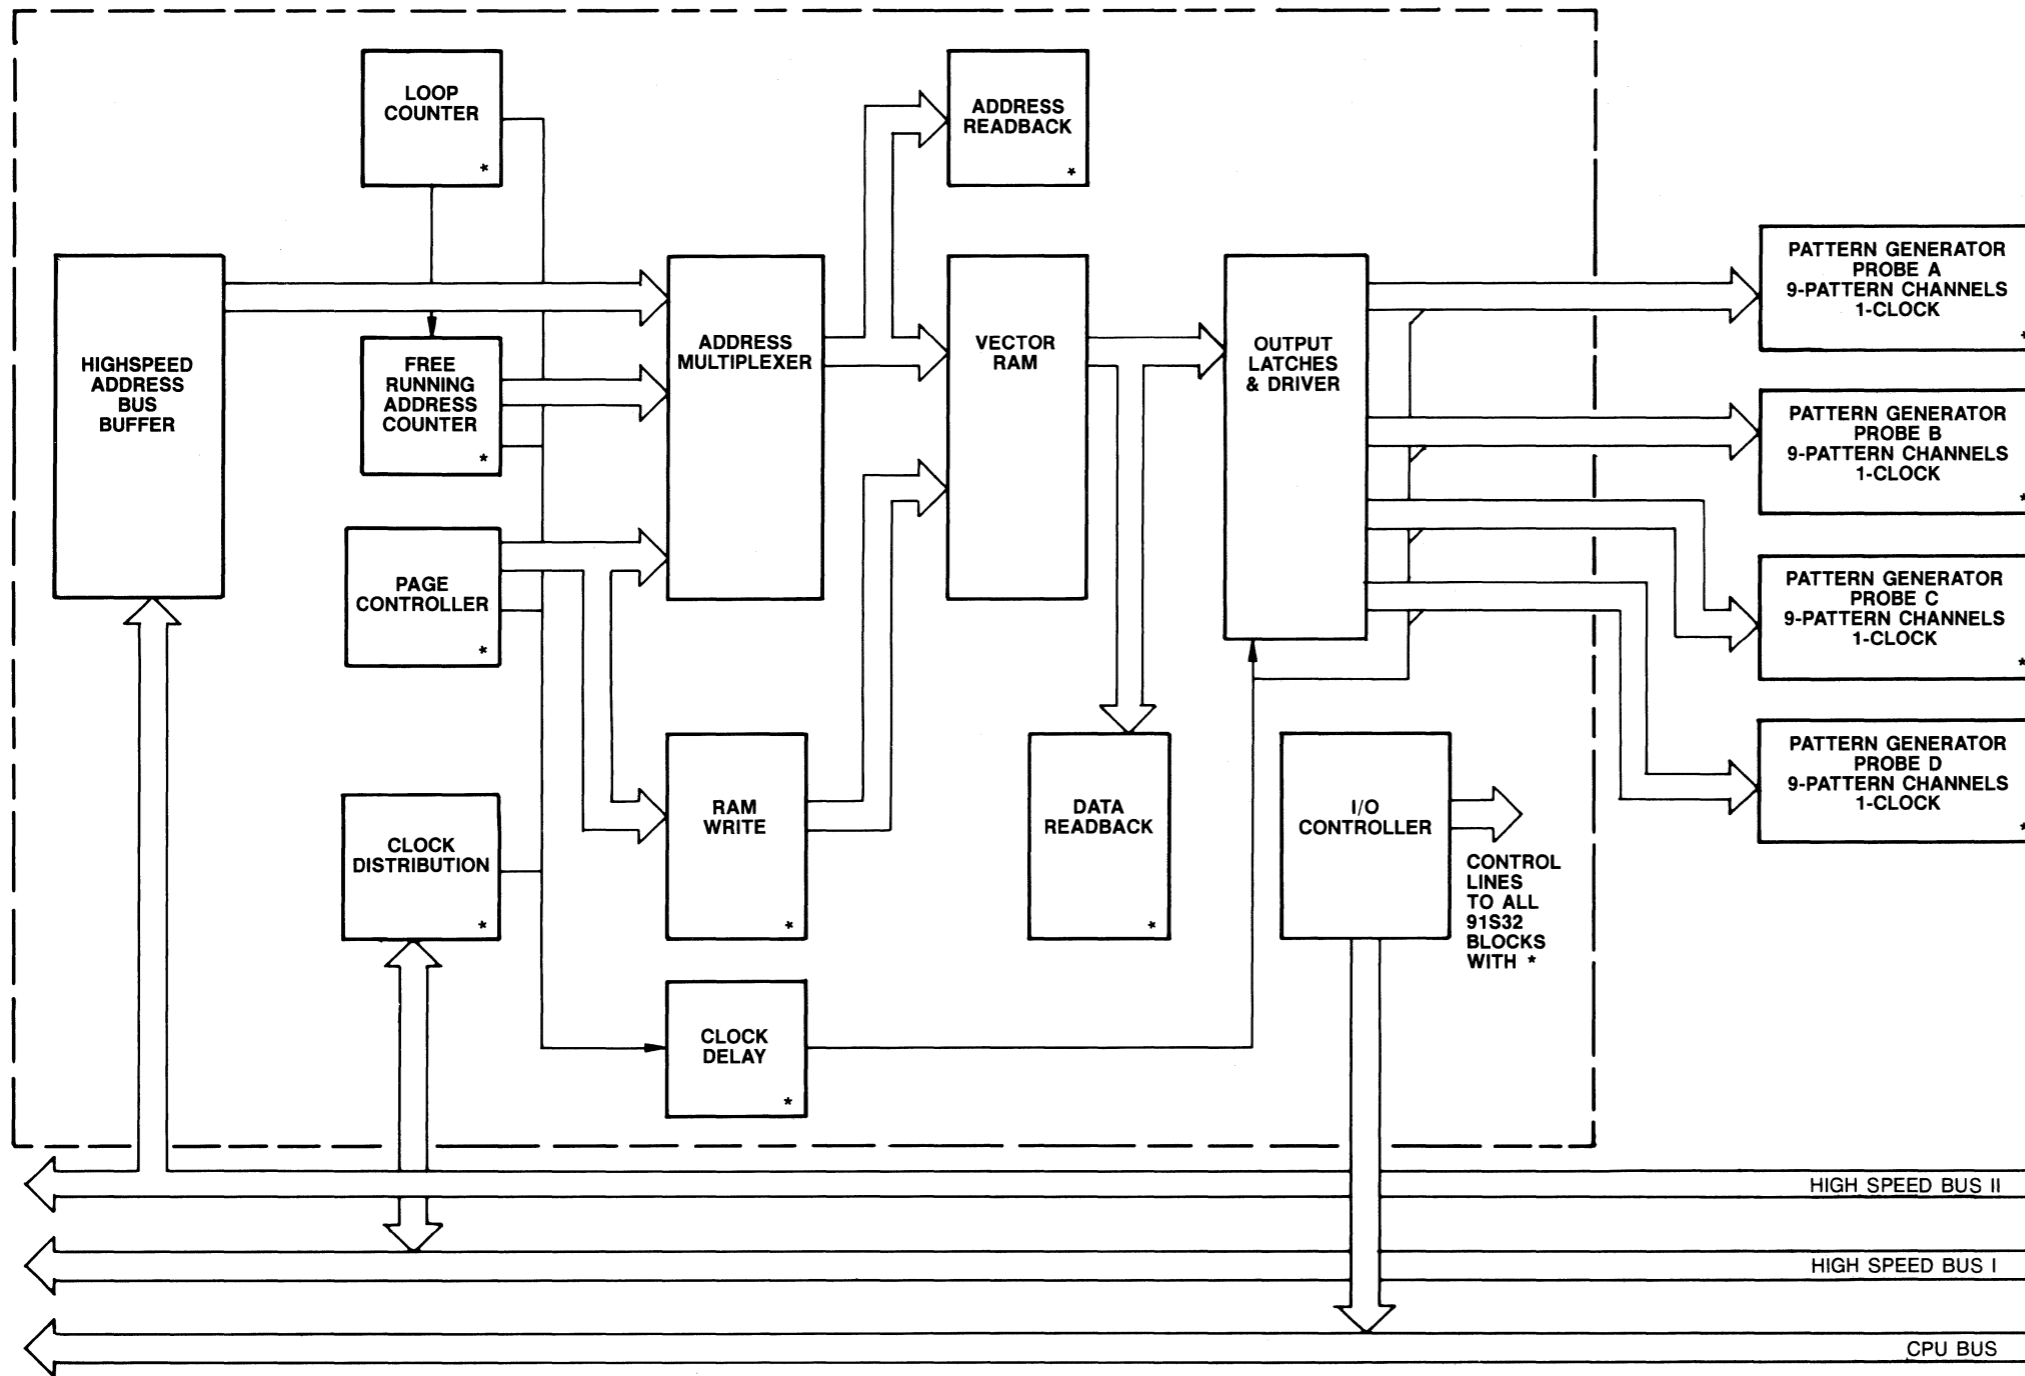 LOOP
COUNTER
*
ADDRESS
READBACK
*
HIGHSPEED
ADDRESS
BUS
BUFFER
FREE
RUNNING
ADDRESS
COUNTER
*
ADDRESS
MULTIPLEXER
VECTOR
RAM
OUTPUT
LATCHES
& DRIVER
PATTERN GENERATOR
PROBE A
9-PATTERN CHANNELS
1-CLOCK
*
PATTERN GENERATOR
PROBE B
9-PATTERN CHANNELS
1-CLOCK
*
PAGE
CONTROLLER
*
PATTERN GENERATOR
PROBE C
9-PATTERN CHANNELS
1-CLOCK
*
PATTERN GENERATOR
PROBE D
9-PATTERN CHANNELS
1-CLOCK
*
CLOCK
DISTRIBUTION
*
RAM
WRITE
*
DATA
READBACK
*
I/O
CONTROLLER
CONTROL
LINES
TO ALL
91S32
BLOCKS
WITH *
CLOCK
DELAY
*
HIGH SPEED BUS II
HIGH SPEED BUS I
CPU BUS